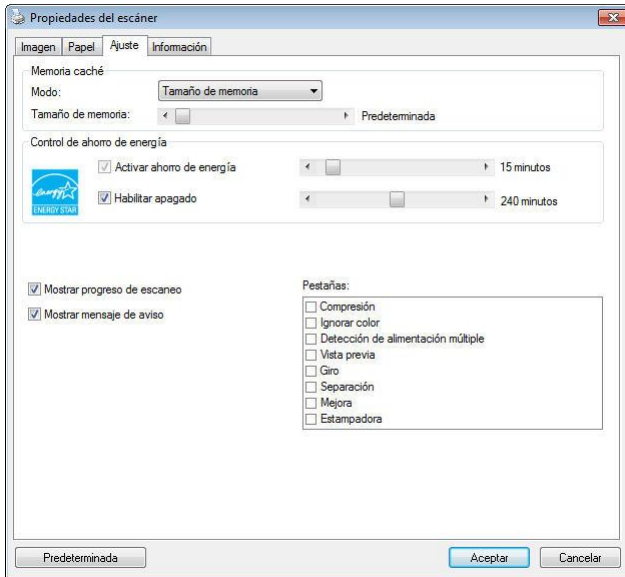 Propiedades del escáner
Imagen Papel Ajuste Información
Memoria caché
Modo: Tamaño de memoria
Tamaño de memoria: Predeterminada
Control de ahorro de energía
Activar ahorro de energía 15 minutos
energy
ENERGY STAR
Habilitar apagado 240 minutos
Mostrar progreso de escaneo
Mostrar mensaje de aviso
Pestañas:
Compresión
Ignorar color
Detección de alimentación múltiple
Vista previa
Giro
Separación
Mejora
Estampadora
Predeterminada Aceptar Cancelar